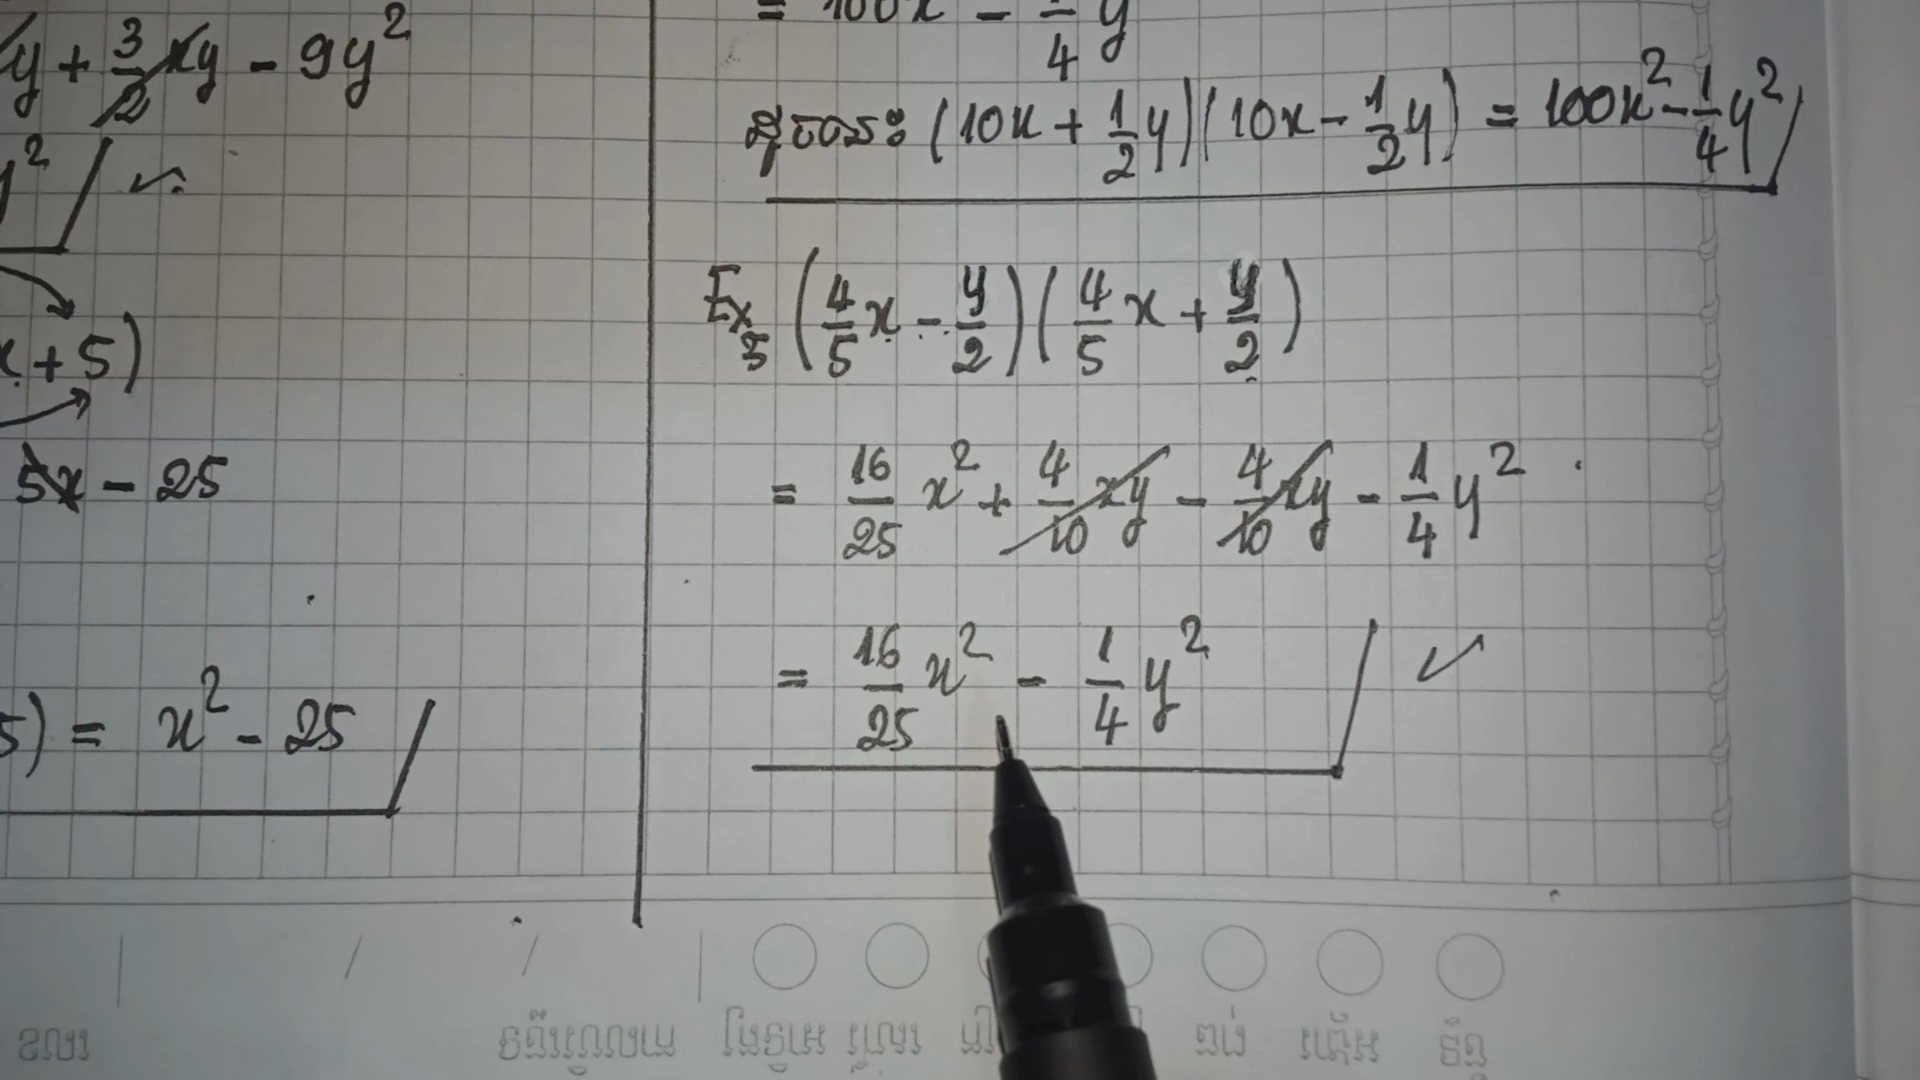 y + 3/2 xy - 9y²
y²
x + 5)
5x - 25
5) = x² - 25
= 100x - 1/4 y
ដូចនេះ (10x + 1/2 y)(10x - 1/2 y) = 100x² - 1/4 y²
Ex5 (4/5 x - y/2)(4/5 x + y/2)
= 16/25 x² + 4/10 xy - 4/10 xy - 1/4 y²
= 16/25 x² - 1/4 y²